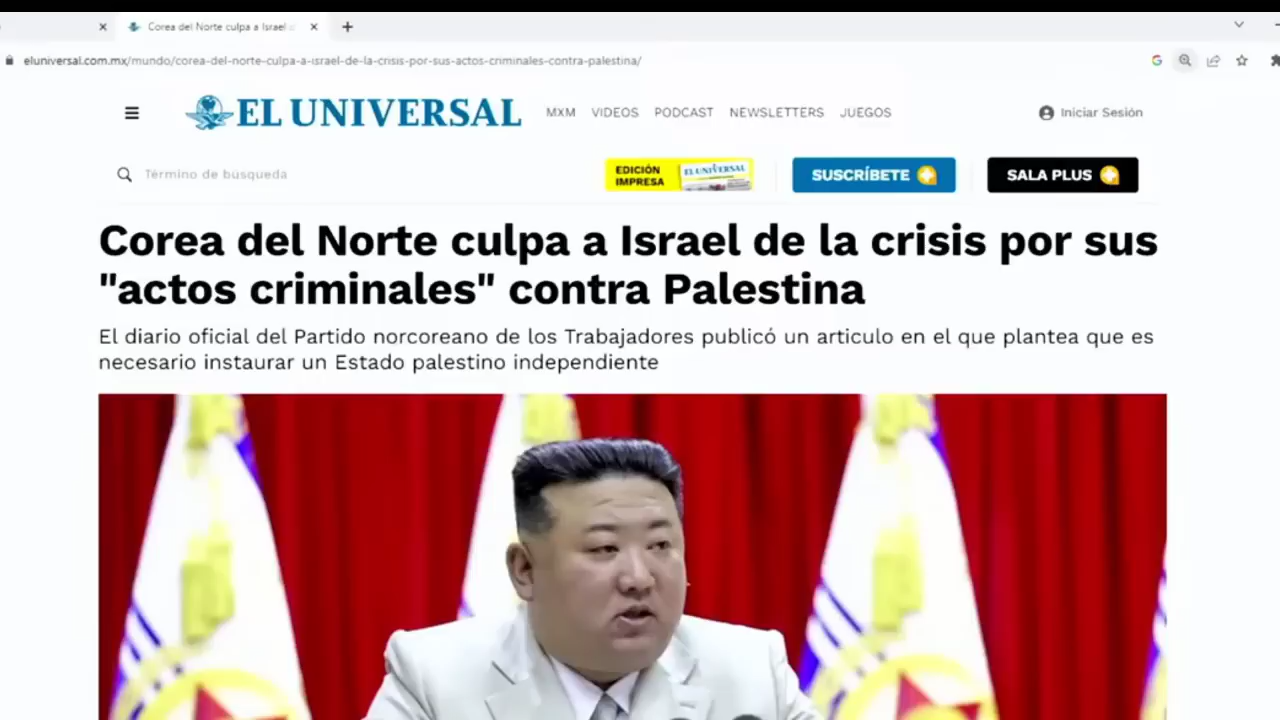 Corea del Norte culpa a Israel
eluniversal.com.mx/mundo/corea-del-norte-culpa-a-israel-de-la-crisis-por-sus-actos-criminales-contra-palestina/
EL UNIVERSAL MXM VIDEOS PODCAST NEWSLETTERS JUEGOS Iniciar Sesión
Término de busqueda EDICIÓN IMPRESA EL UNIVERSAL SUSCRÍBETE SALA PLUS
Corea del Norte culpa a Israel de la crisis por sus
"actos criminales" contra Palestina
El diario oficial del Partido norcoreano de los Trabajadores publicó un articulo en el que plantea que es
necesario instaurar un Estado palestino independiente